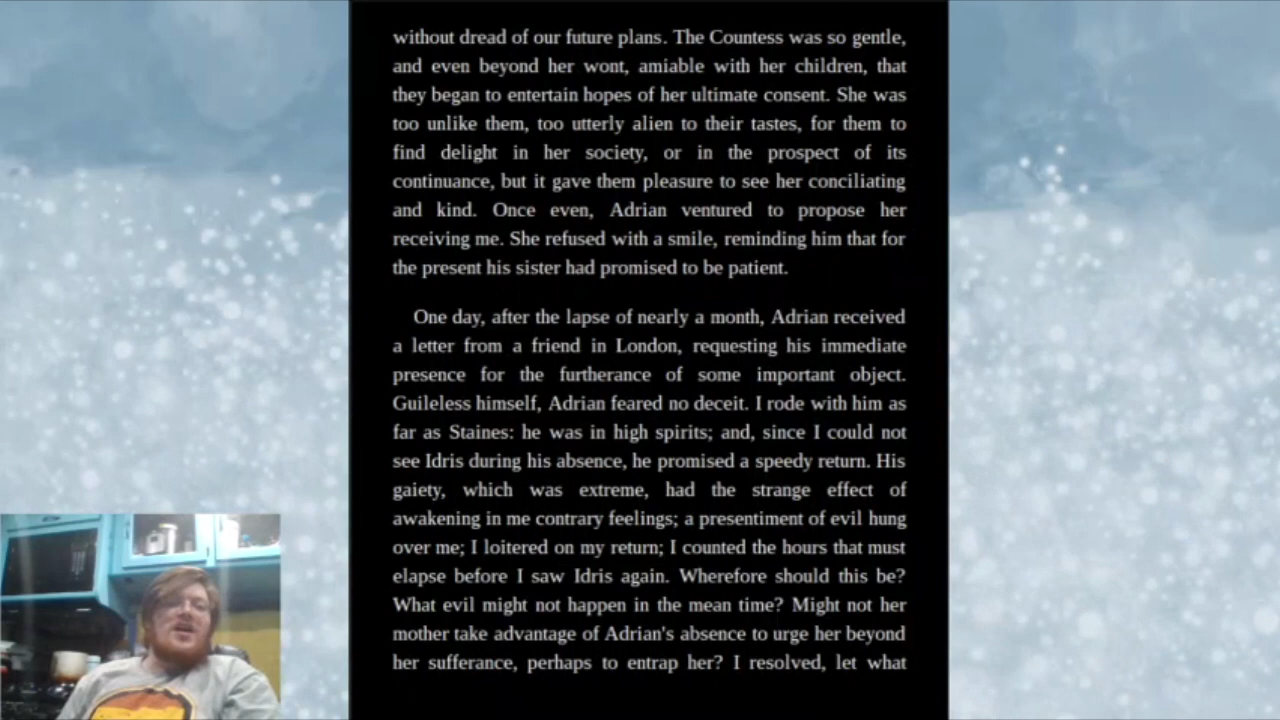 without dread of our future plans. The Countess was so gentle,
and even beyond her wont, amiable with her children, that
they began to entertain hopes of her ultimate consent. She was
too unlike them, too utterly alien to their tastes, for them to
find delight in her society, or in the prospect of its
continuance, but it gave them pleasure to see her conciliating
and kind. Once even, Adrian ventured to propose her
receiving me. She refused with a smile, reminding him that for
the present his sister had promised to be patient.
One day, after the lapse of nearly a month, Adrian received
a letter from a friend in London, requesting his immediate
presence for the furtherance of some important object.
Guileless himself, Adrian feared no deceit. I rode with him as
far as Staines: he was in high spirits; and, since I could not
see Idris during his absence, he promised a speedy return. His
gaiety, which was extreme, had the strange effect of
awakening in me contrary feelings; a presentiment of evil hung
over me; I loitered on my return; I counted the hours that must
elapse before I saw Idris again. Wherefore should this be?
What evil might not happen in the mean time? Might not her
mother take advantage of Adrian's absence to urge her beyond
her sufferance, perhaps to entrap her? I resolved, let what